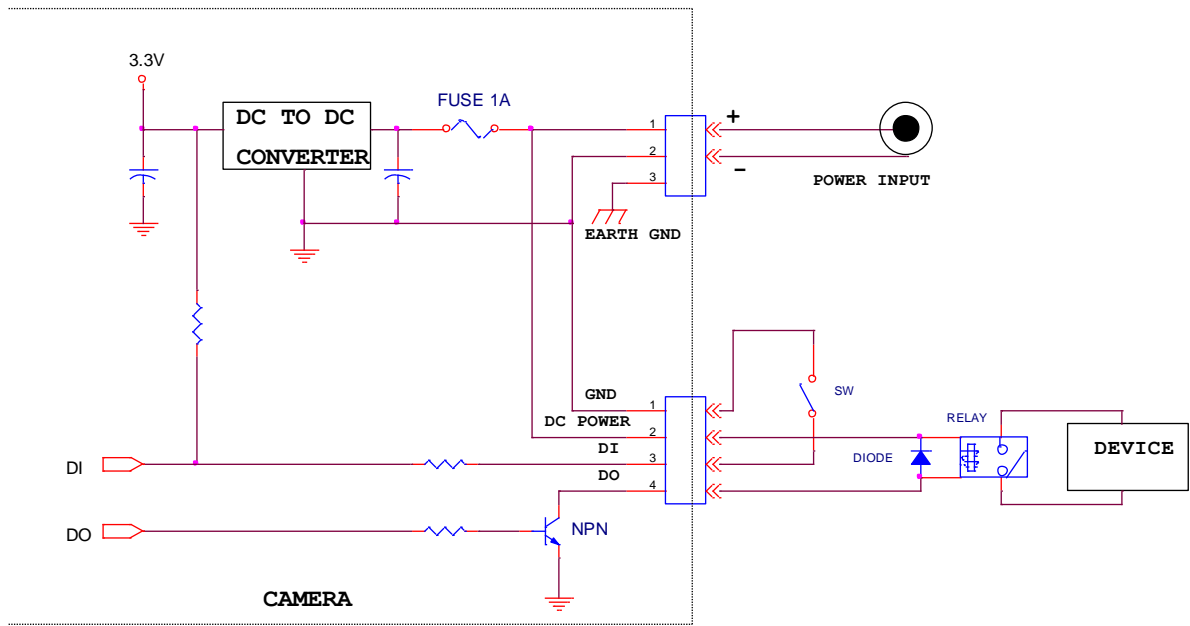 3.3V
FUSE 1A
DC TO DC
CONVERTER
1
2
3
+
-
POWER INPUT
EARTH GND
GND
DC POWER
DI
DO
1
2
3
4
SW
RELAY
DIODE
DEVICE
DI
DO
NPN
CAMERA